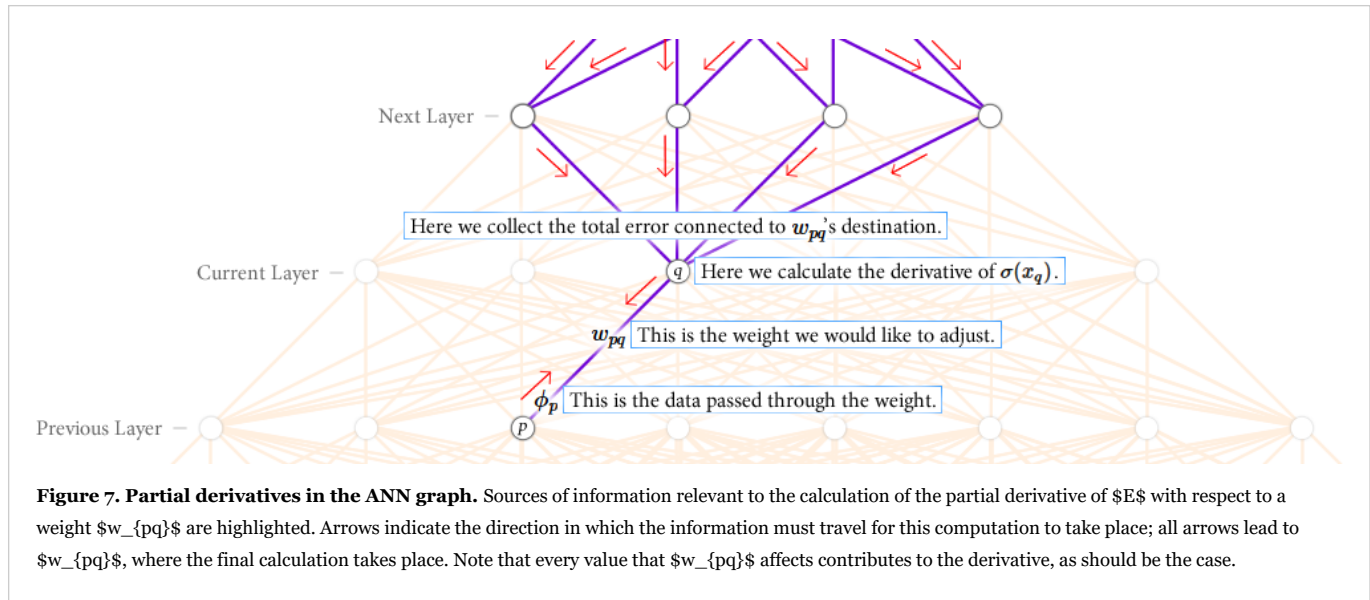 Next Layer
Here we collect the total error connected to w_{pq}'s destination.
Current Layer
q
Here we calculate the derivative of σ(x_q).
w_{pq}
This is the weight we would like to adjust.
ϕ_p
This is the data passed through the weight.
Previous Layer
p
Figure 7. Partial derivatives in the ANN graph. Sources of information relevant to the calculation of the partial derivative of $E$ with respect to a
weight $w_{pq}$ are highlighted. Arrows indicate the direction in which the information must travel for this computation to take place; all arrows lead to
$w_{pq}$, where the final calculation takes place. Note that every value that $w_{pq}$ affects contributes to the derivative, as should be the case.